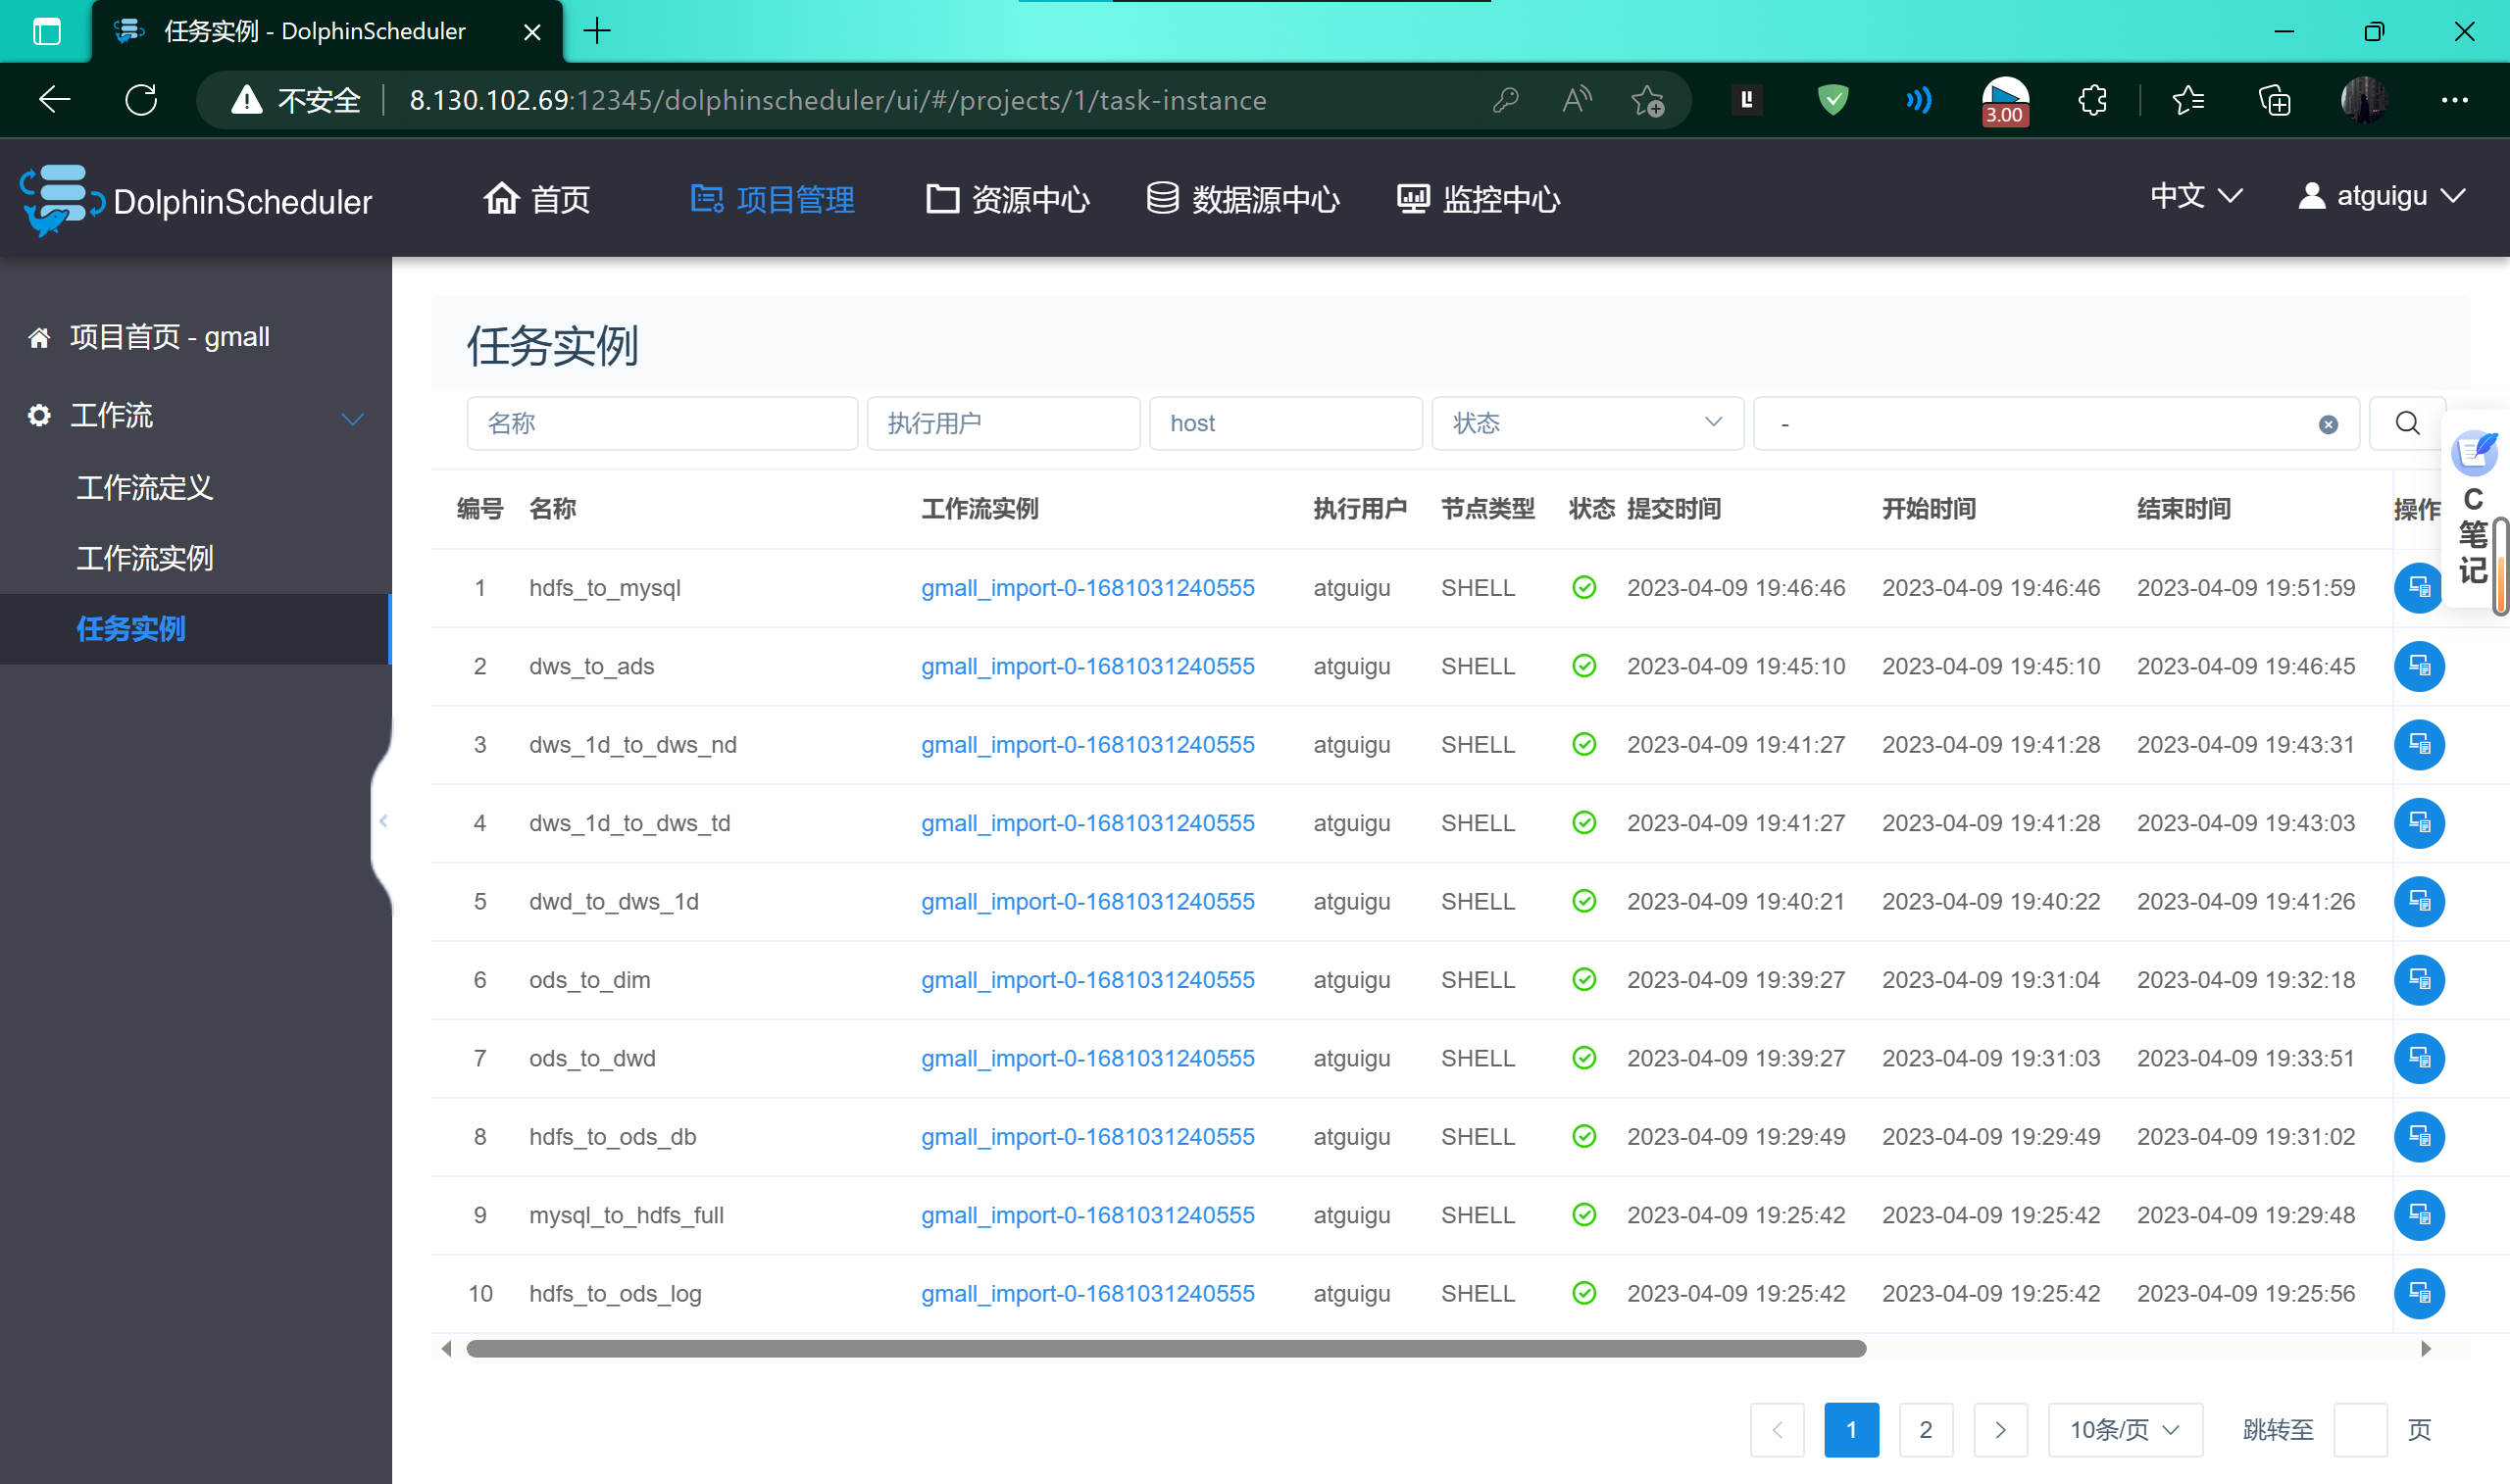 任务实例 - DolphinScheduler
不安全 8.130.102.69:12345/dolphinscheduler/ui/#/projects/1/task-instance 3.00
DolphinScheduler 首页 项目管理 资源中心 数据源中心 监控中心 中文 atguigu
项目首页 - gmall
工作流
工作流定义
工作流实例
任务实例
任务实例
名称 执行用户 host 状态 -
编号 名称 工作流实例 执行用户 节点类型 状态 提交时间 开始时间 结束时间 操作
1 hdfs_to_mysql gmall_import-0-1681031240555 atguigu SHELL 2023-04-09 19:46:46 2023-04-09 19:46:46 2023-04-09 19:51:59
2 dws_to_ads gmall_import-0-1681031240555 atguigu SHELL 2023-04-09 19:45:10 2023-04-09 19:45:10 2023-04-09 19:46:45
3 dws_1d_to_dws_nd gmall_import-0-1681031240555 atguigu SHELL 2023-04-09 19:41:27 2023-04-09 19:41:28 2023-04-09 19:43:31
4 dws_1d_to_dws_td gmall_import-0-1681031240555 atguigu SHELL 2023-04-09 19:41:27 2023-04-09 19:41:28 2023-04-09 19:43:03
5 dwd_to_dws_1d gmall_import-0-1681031240555 atguigu SHELL 2023-04-09 19:40:21 2023-04-09 19:40:22 2023-04-09 19:41:26
6 ods_to_dim gmall_import-0-1681031240555 atguigu SHELL 2023-04-09 19:39:27 2023-04-09 19:31:04 2023-04-09 19:32:18
7 ods_to_dwd gmall_import-0-1681031240555 atguigu SHELL 2023-04-09 19:39:27 2023-04-09 19:31:03 2023-04-09 19:33:51
8 hdfs_to_ods_db gmall_import-0-1681031240555 atguigu SHELL 2023-04-09 19:29:49 2023-04-09 19:29:49 2023-04-09 19:31:02
9 mysql_to_hdfs_full gmall_import-0-1681031240555 atguigu SHELL 2023-04-09 19:25:42 2023-04-09 19:25:42 2023-04-09 19:29:48
10 hdfs_to_ods_log gmall_import-0-1681031240555 atguigu SHELL 2023-04-09 19:25:42 2023-04-09 19:25:42 2023-04-09 19:25:56
1 2 10条/页 跳转至 页
C
笔
记